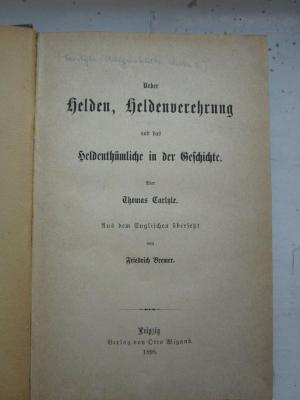 Ueber
Helden, Heldenverehrung
und das
Heldenthümliche in der Geschichte.
Von
Thomas Carlyle.
Aus dem Englischen übersetzt
von
Friedrich Bremer.
Leipzig
Verlag von Otto Wigand.